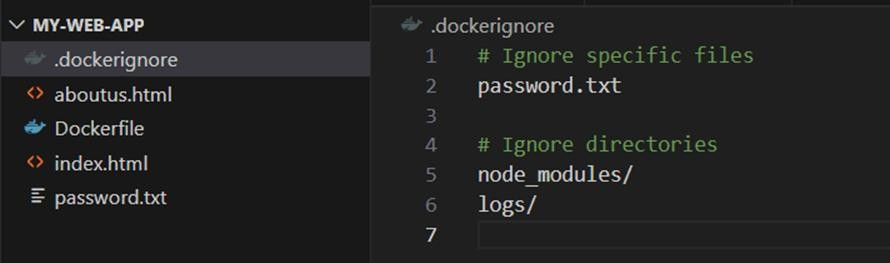 MY-WEB-APP
.dockerignore
aboutus.html
Dockerfile
index.html
password.txt
.dockerignore
1 # Ignore specific files
2 password.txt
3
4 # Ignore directories
5 node_modules/
6 logs/
7